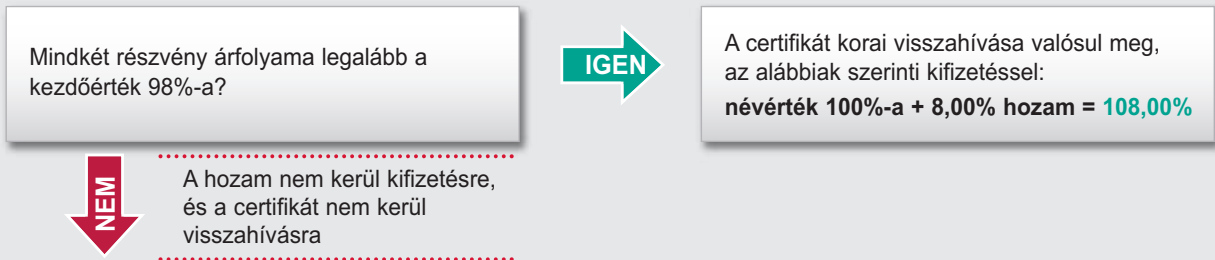 Mindkét részvény árfolyama legalább a
kezdőérték 98%-a?
IGEN
A certifikát korai visszahívása valósul meg,
az alábbiak szerinti kifizetéssel:
névérték 100%-a + 8,00% hozam = 108,00%
NEM
A hozam nem kerül kifizetésre,
és a certifikát nem kerül
visszahívásra